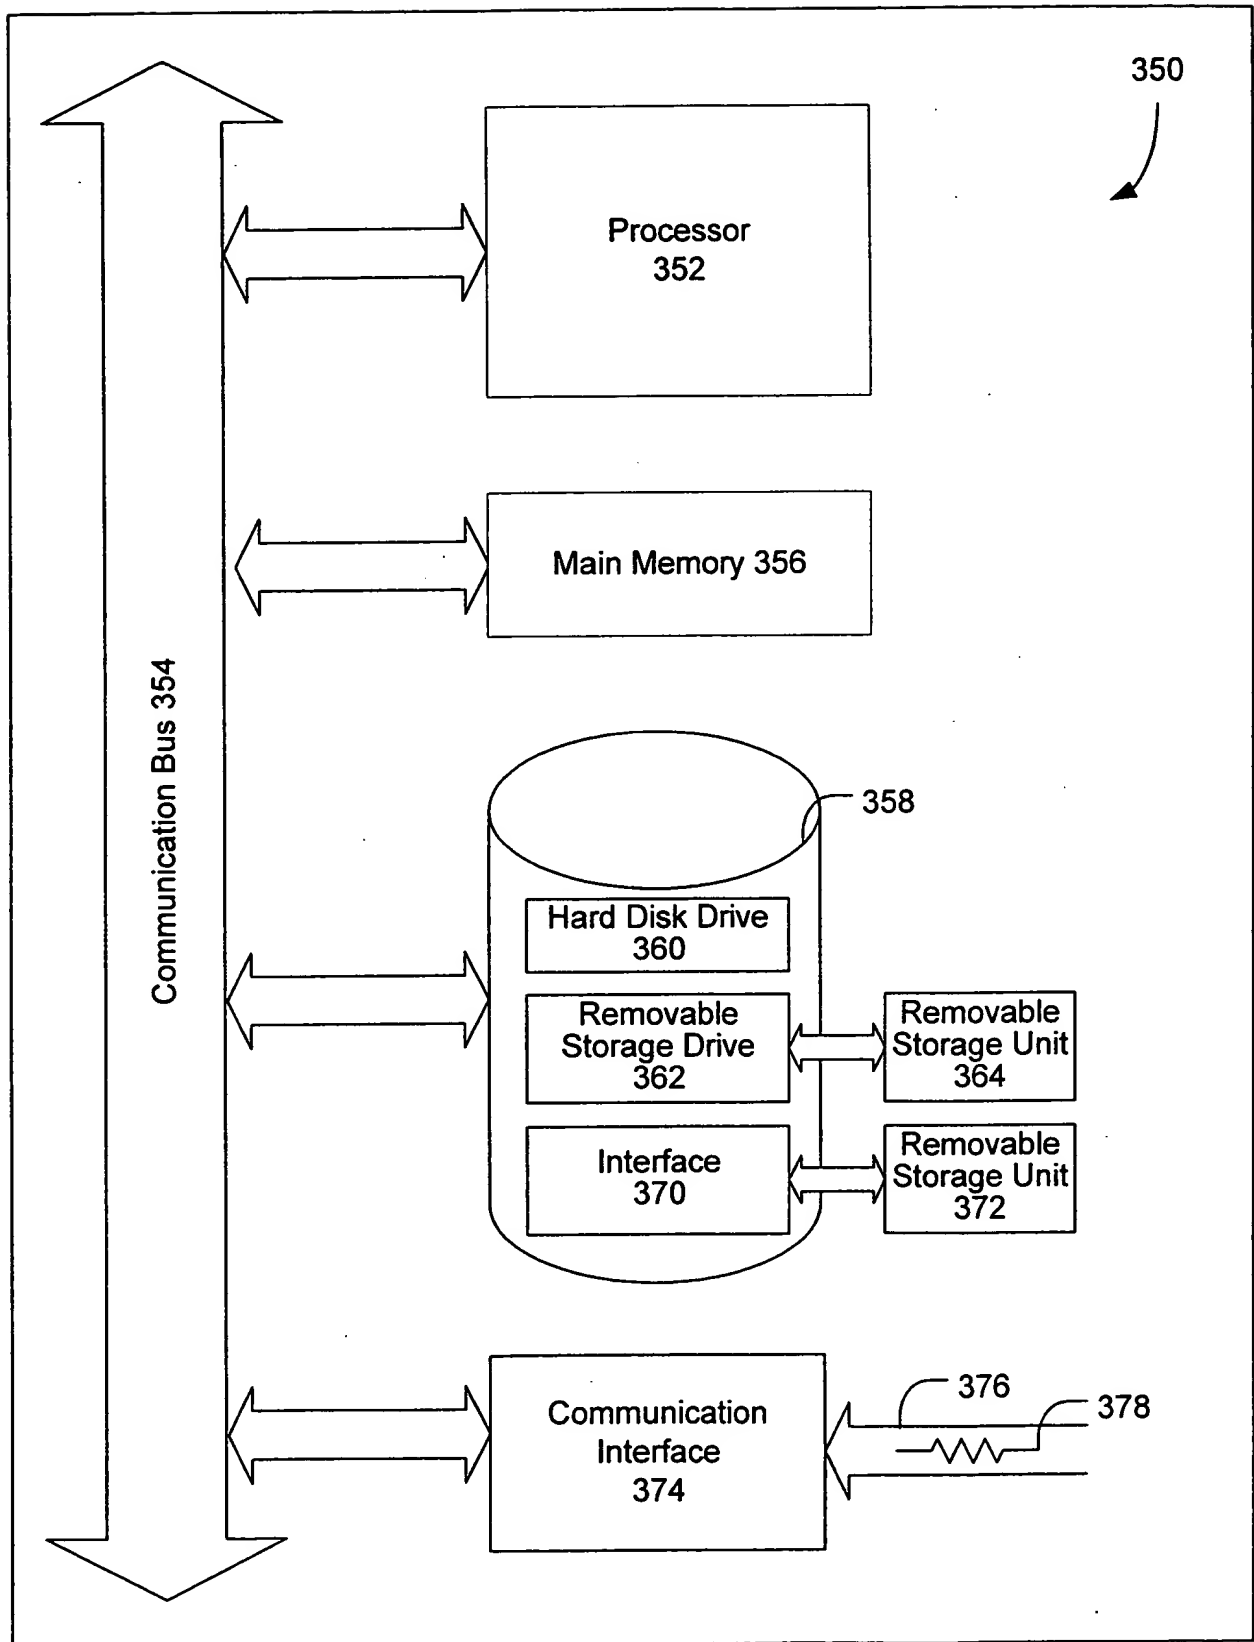 350
Processor
352
Main Memory 356
Communication Bus 354
358
Hard Disk Drive
360
Removable
Storage Drive
362
Removable
Storage Unit
364
Interface
370
Removable
Storage Unit
372
Communication
Interface
374
376
378